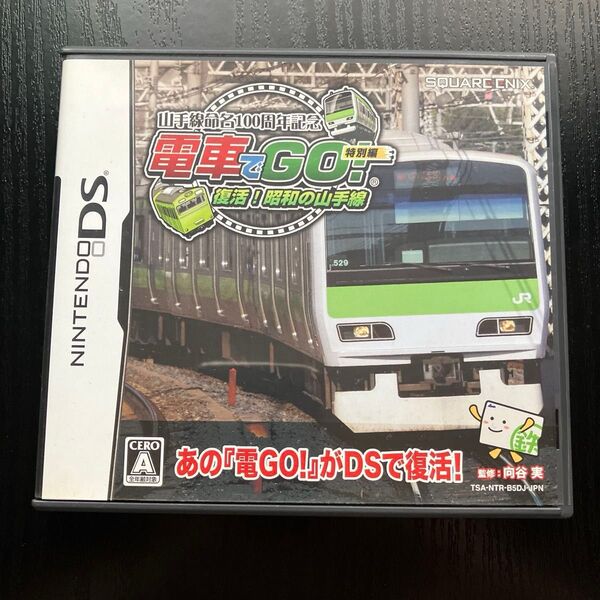 NINTENDO DS
SQUARE ENIX
山手線命名100周年記念
電車でGO!
特別編
®
復活!昭和の山手線
529
JR
鉄
CERO
A
全年齢対象
あの『電GO!』がDSで復活!
監修:向谷 実
TSA-NTR-B5DJ-JPN